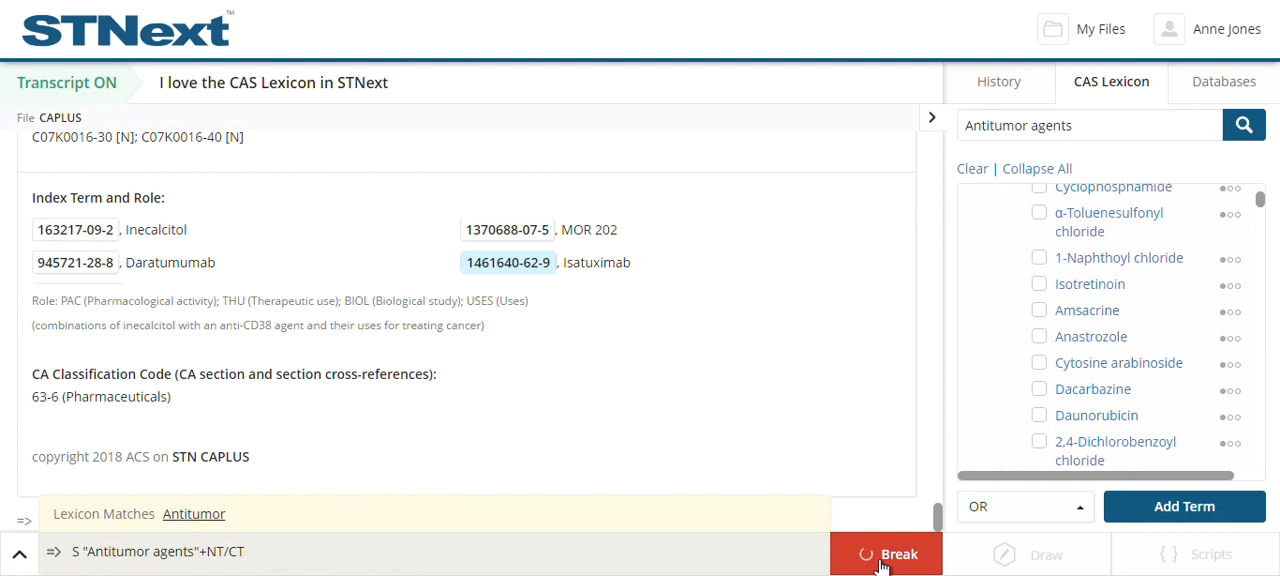 STNext™
My Files
Anne Jones
Transcript ON
I love the CAS Lexicon in STNext
History
CAS Lexicon
Databases
File CAPLUS
C07K0016-30 [N]; C07K0016-40 [N]
Index Term and Role:
163217-09-2 , Inecalcitol
1370688-07-5 , MOR 202
945721-28-8 , Daratumumab
1461640-62-9 , Isatuximab
Role: PAC (Pharmacological activity); THU (Therapeutic use); BIOL (Biological study); USES (Uses)
(combinations of inecalcitol with an anti-CD38 agent and their uses for treating cancer)
CA Classification Code (CA section and section cross-references):
63-6 (Pharmaceuticals)
copyright 2018 ACS on STN CAPLUS
=>
Lexicon Matches Antitumor
=> S "Antitumor agents"+NT/CT
Break
Antitumor agents
Clear | Collapse All
Cyclophosphamide
α-Toluenesulfonyl
chloride
1-Naphthoyl chloride
Isotretinoin
Amsacrine
Anastrozole
Cytosine arabinoside
Dacarbazine
Daunorubicin
2,4-Dichlorobenzoyl
chloride
OR
Add Term
Draw
{ } Scripts